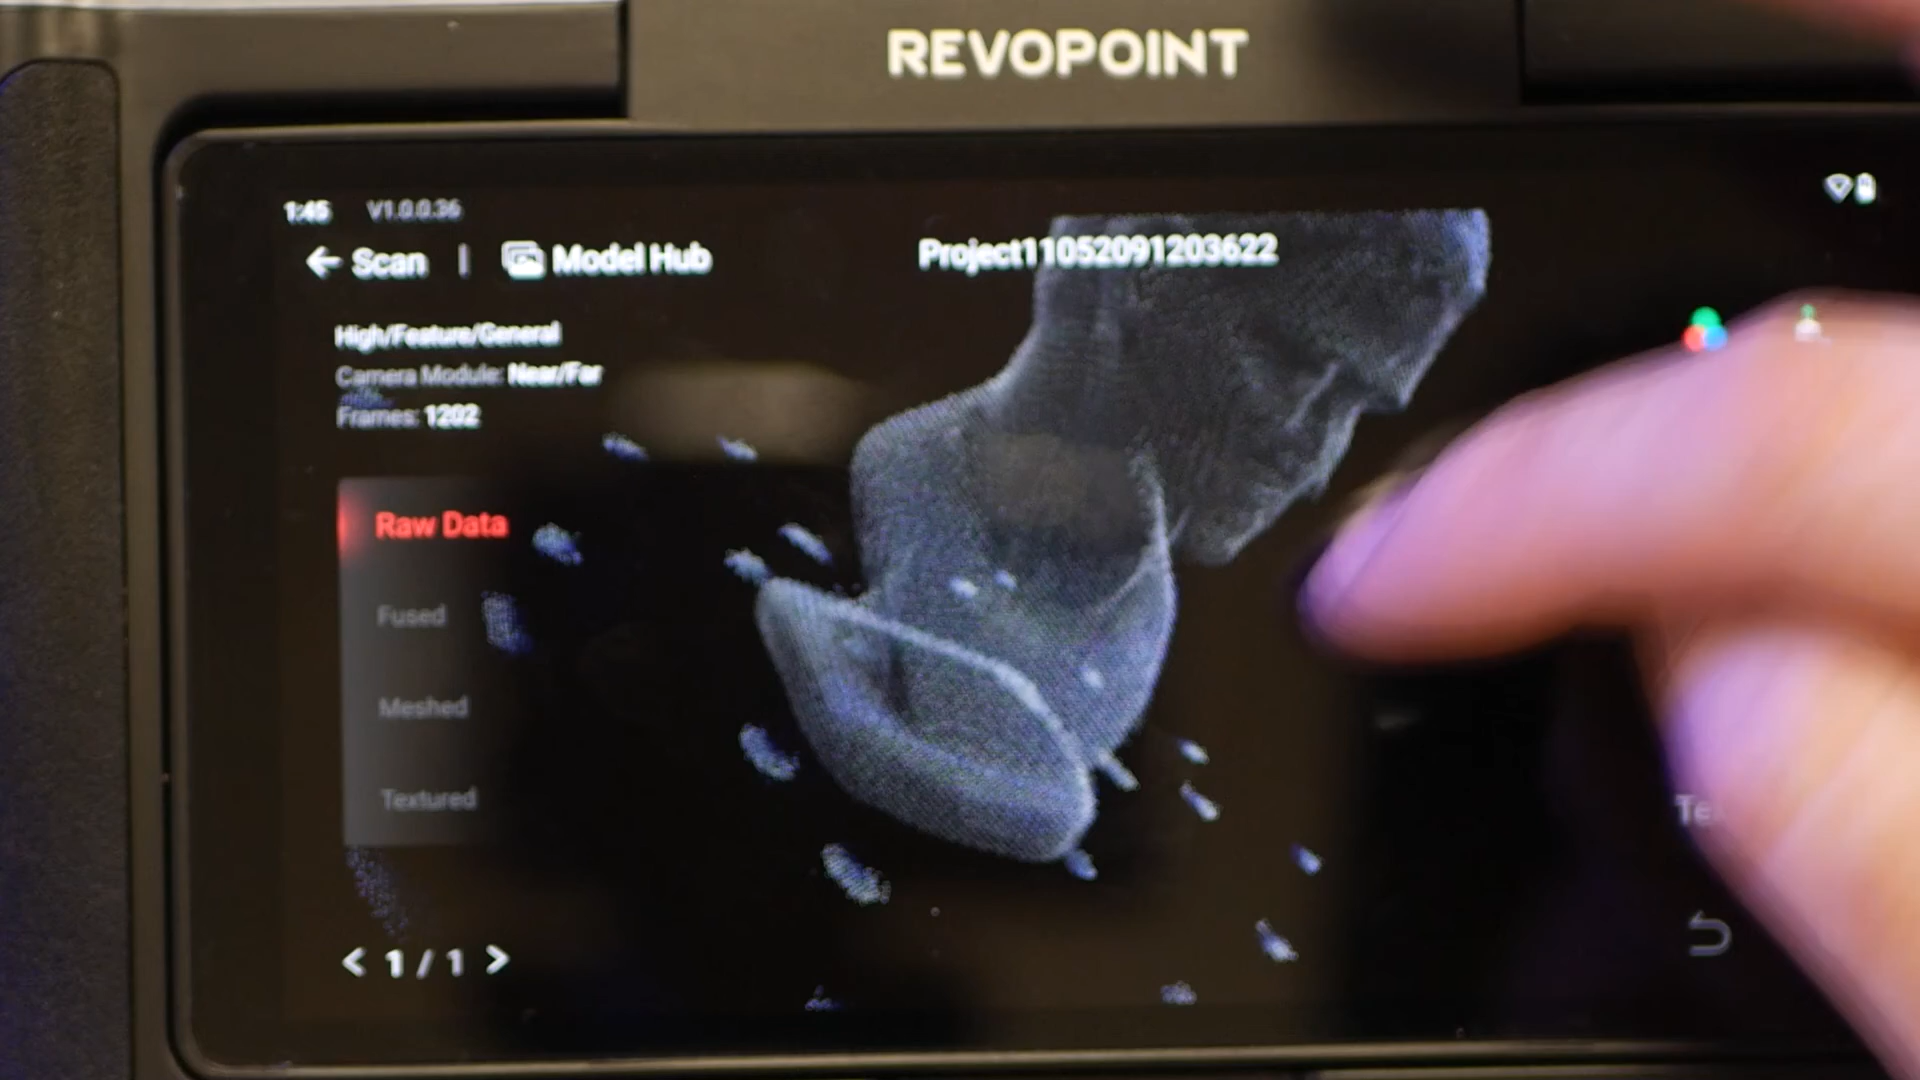 REVOPOINT
1:45 V1.0.0.36
Scan | Model Hub
Project11052091203622
High/Feature/General
Camera Module: Near/Far
Frames: 1202
Raw Data
Fused
Meshed
Textured
< 1 / 1 >